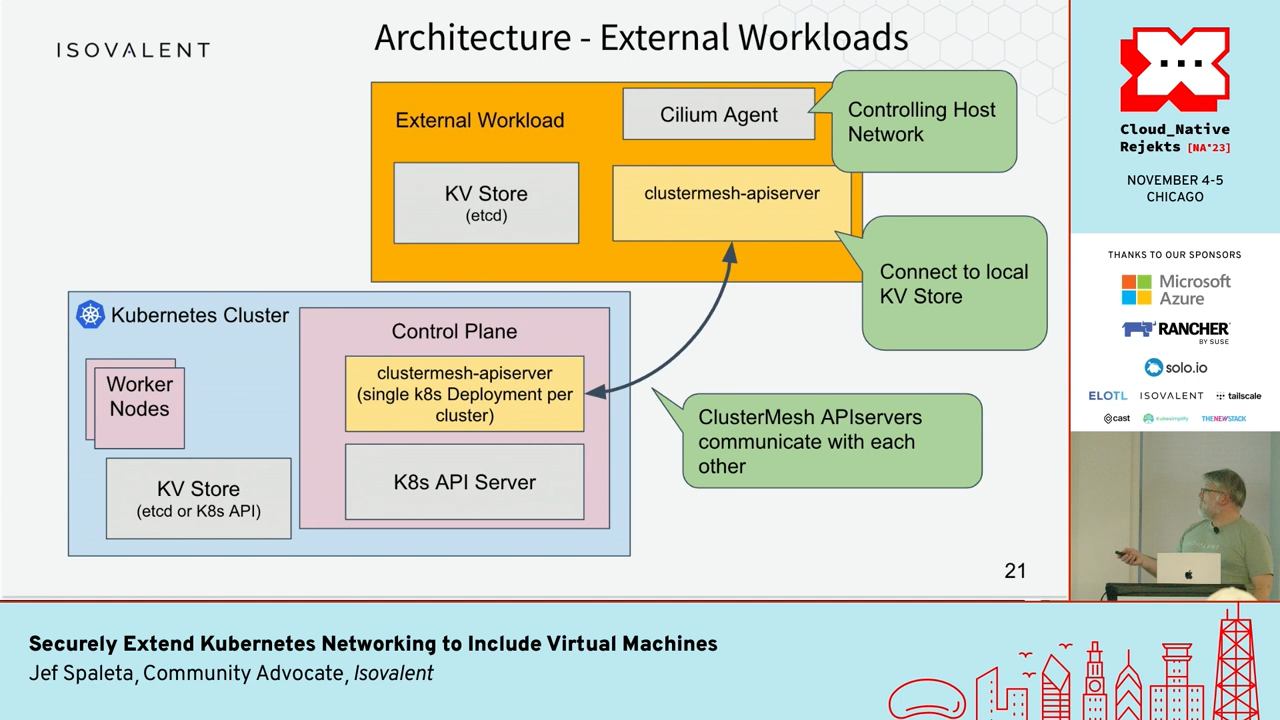 ISOVALENT
Architecture - External Workloads
External Workload
Cilium Agent
Controlling Host
Network
KV Store
(etcd)
clustermesh-apiserver
Connect to local
KV Store
Kubernetes Cluster
Control Plane
clustermesh-apiserver
(single k8s Deployment per
cluster)
Worker
Nodes
KV Store
(etcd or K8s API)
K8s API Server
ClusterMesh APIservers
communicate with each
other
21
Cloud_Native
Rejekts [NA'23]
NOVEMBER 4-5
CHICAGO
THANKS TO OUR SPONSORS
Microsoft
Azure
RANCHER
BY SUSE
solo.io
ELOTL ISOVALENT tailscale
cast kubesimplify THENEWSTACK
Securely Extend Kubernetes Networking to Include Virtual Machines
Jef Spaleta, Community Advocate, Isovalent